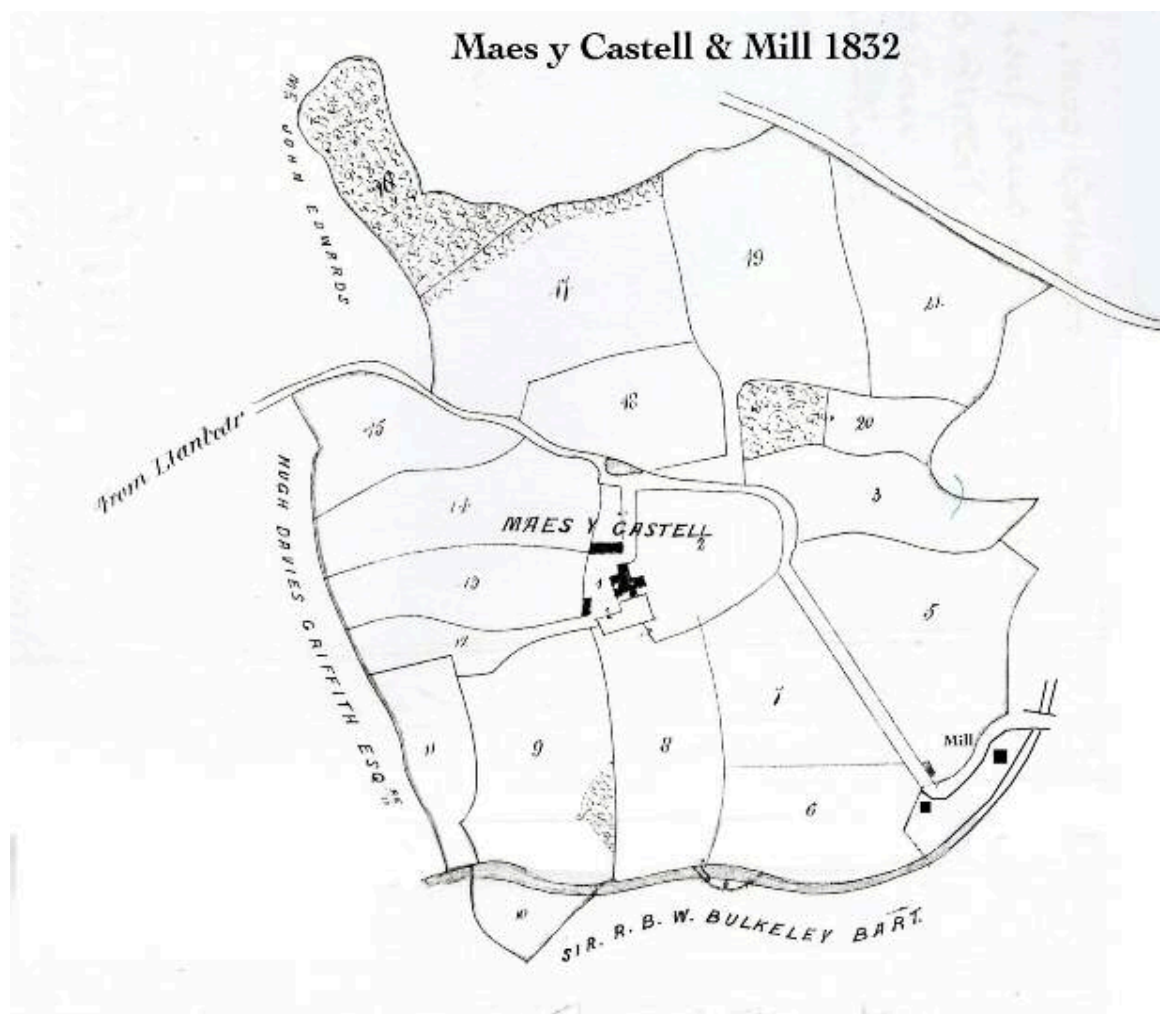 Maes y Castell & Mill 1832
MR JOHN EDWARDS
16
17
19
21
18
15
20
from Llanbedr
3
14
MAES Y CASTELL
2
HUGH DAVIES GRIFFITH ESQRE
13
1
5
12
7
11
9
8
Mill
6
10
SIR. R. B. W. BULKELEY BART.